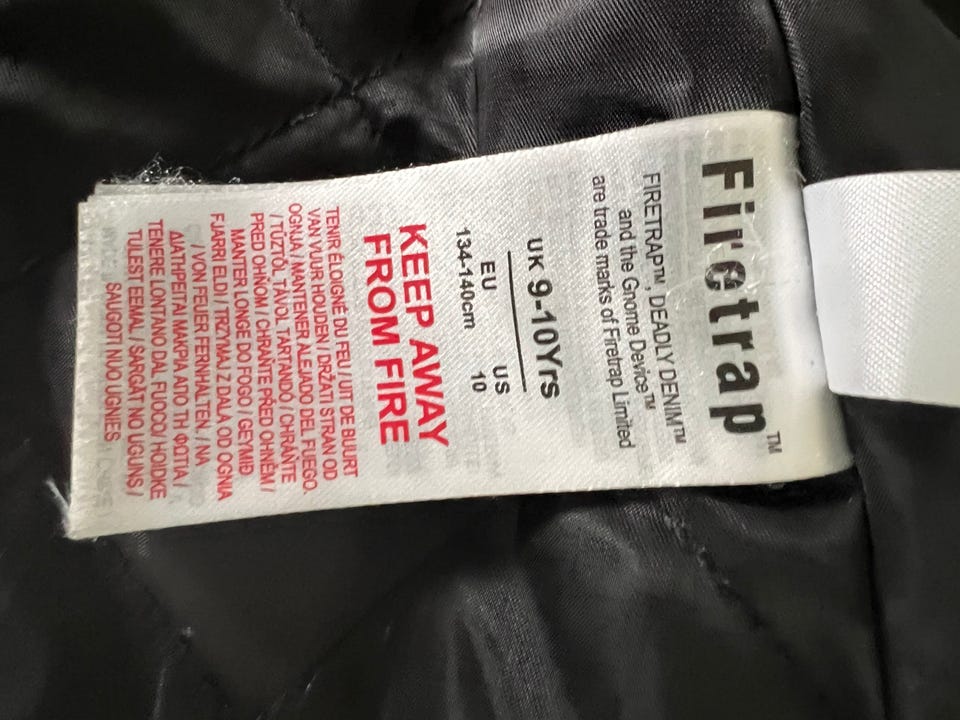 Firetrap™
FIRETRAP™, DEADLY DENIM™
and the Gnome Device™
are trade marks of Firetrap Limited
UK 9-10Yrs
EU US
134-140cm 10
KEEP AWAY
FROM FIRE
TENIR ÉLOIGNÉ DU FEU / UIT DE BUURT
VAN VUUR HOUDEN / DRŽATI STRAN OD
OGNJA / MANTENER ALEJADO DEL FUEGO.
/ TŰZTŐL TÁVOL TARTANDÓ / CHRÁŇTE
PRED OHŇOM / CHRAŇTE PŘED OHNĚM /
MANTER LONGE DO FOGO / GEYMIÐ
FJARRI ELDI / TRZYMAJ Z DALA OD OGNIA
/ VON FEUER FERNHALTEN. / ΝΑ
ΔΙΑΤΗΡΕΙΤΑΙ ΜΑΚΡΙΑ ΑΠΟ ΤΗ ΦΩΤΙΑ /
TENERE LONTANO DAL FUOCO HOIDKE
TULEST EEMAL / SARGĀT NO UGUNS /
SAUGOTI NUO UGNIES